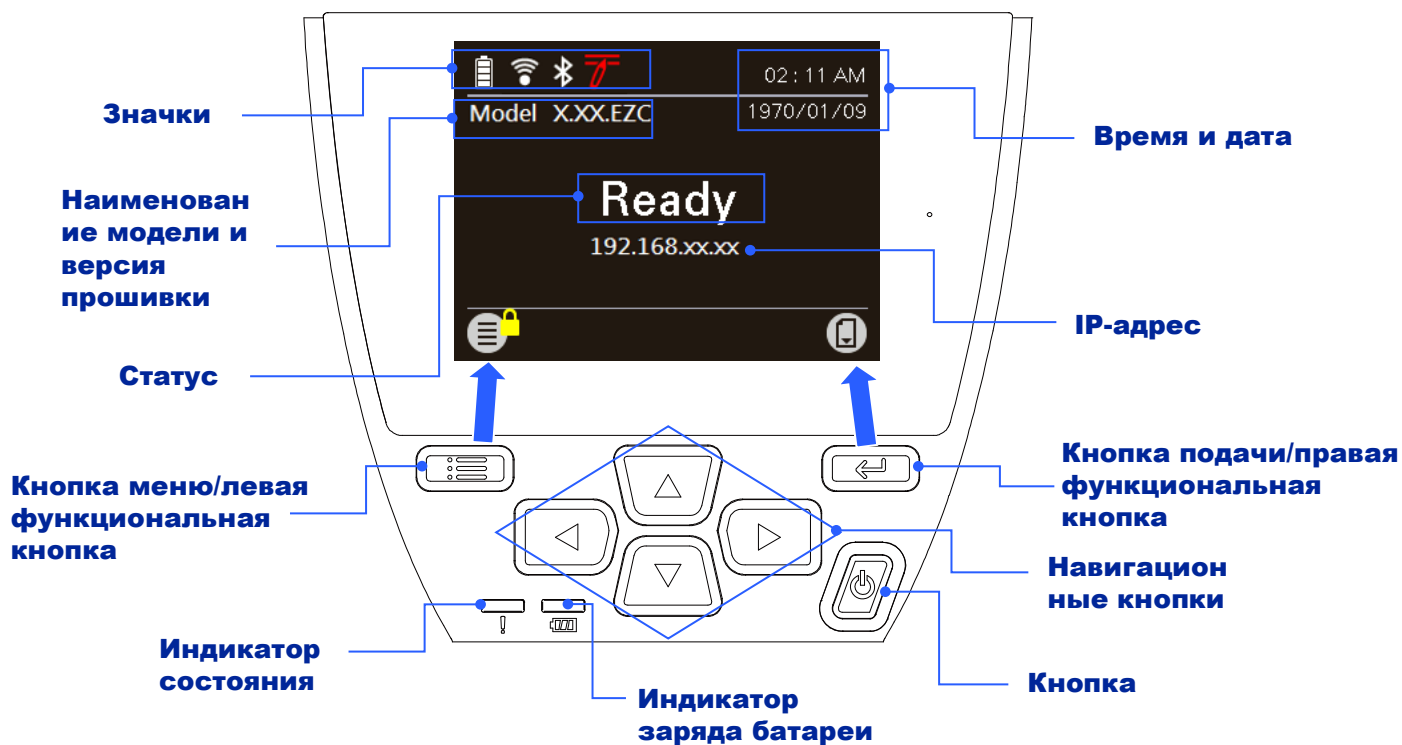 Значки
02 : 11 AM
Model X.XX.EZC
1970/01/09
Время и дата
Наименован
ие модели и
версия
прошивки
Ready
192.168.xx.xx
IP-адрес
Статус
Кнопка меню/левая
функциональная
кнопка
Кнопка подачи/правая
функциональная
кнопка
Навигацион
ные кнопки
Индикатор
состояния
Индикатор
заряда батареи
Кнопка